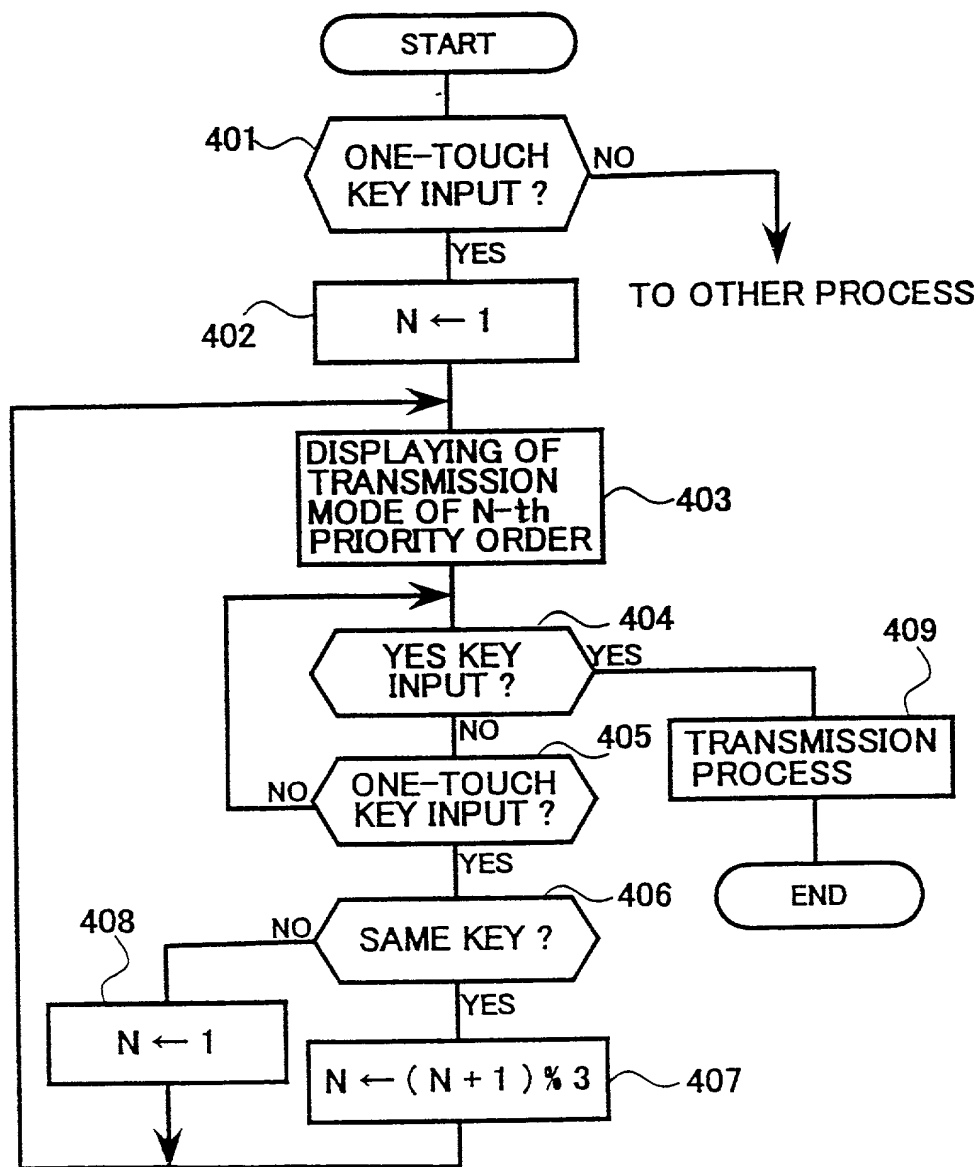 START
401
ONE-TOUCH
KEY INPUT ?
NO
YES
TO OTHER PROCESS
402
N ← 1
DISPLAYING OF
TRANSMISSION
MODE OF N-th
PRIORITY ORDER
403
404
YES KEY
INPUT ?
YES
409
NO
TRANSMISSION
PROCESS
405
ONE-TOUCH
KEY INPUT ?
NO
YES
END
406
SAME KEY ?
NO
408
YES
N ← 1
N ← ( N + 1 ) % 3
407